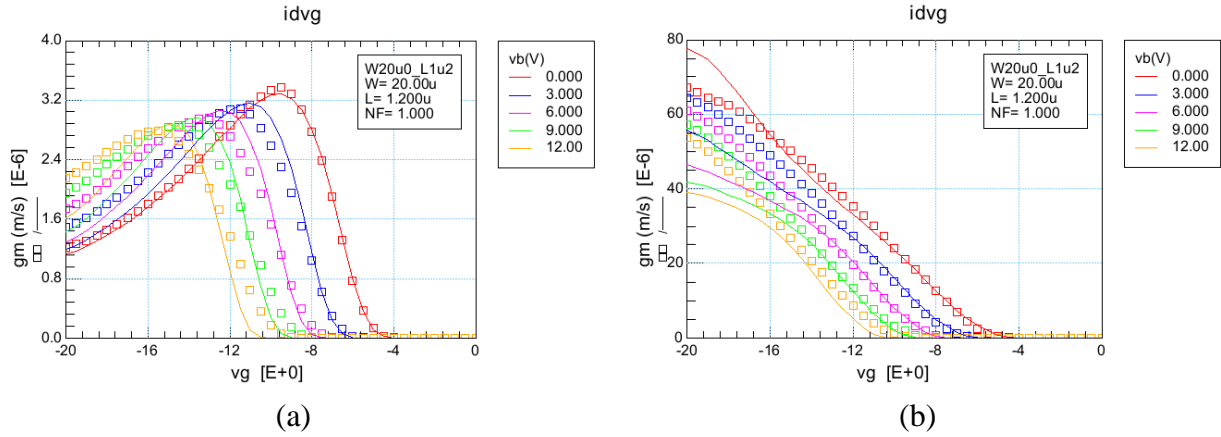 idvg
4.0
3.2
2.4
1.6
0.8
0.0
-20
-16
-12
-8
-4
0
gm (m/s) [E-6]
vg [E+0]
W20u0_L1u2
W= 20.00u
L= 1.200u
NF= 1.000
vb(V)
0.000
3.000
6.000
9.000
12.00
(a)
idvg
80
60
40
20
0
-20
-16
-12
-8
-4
0
gm (m/s) [E-6]
vg [E+0]
W20u0_L1u2
W= 20.00u
L= 1.200u
NF= 1.000
vb(V)
0.000
3.000
6.000
9.000
12.00
(b)